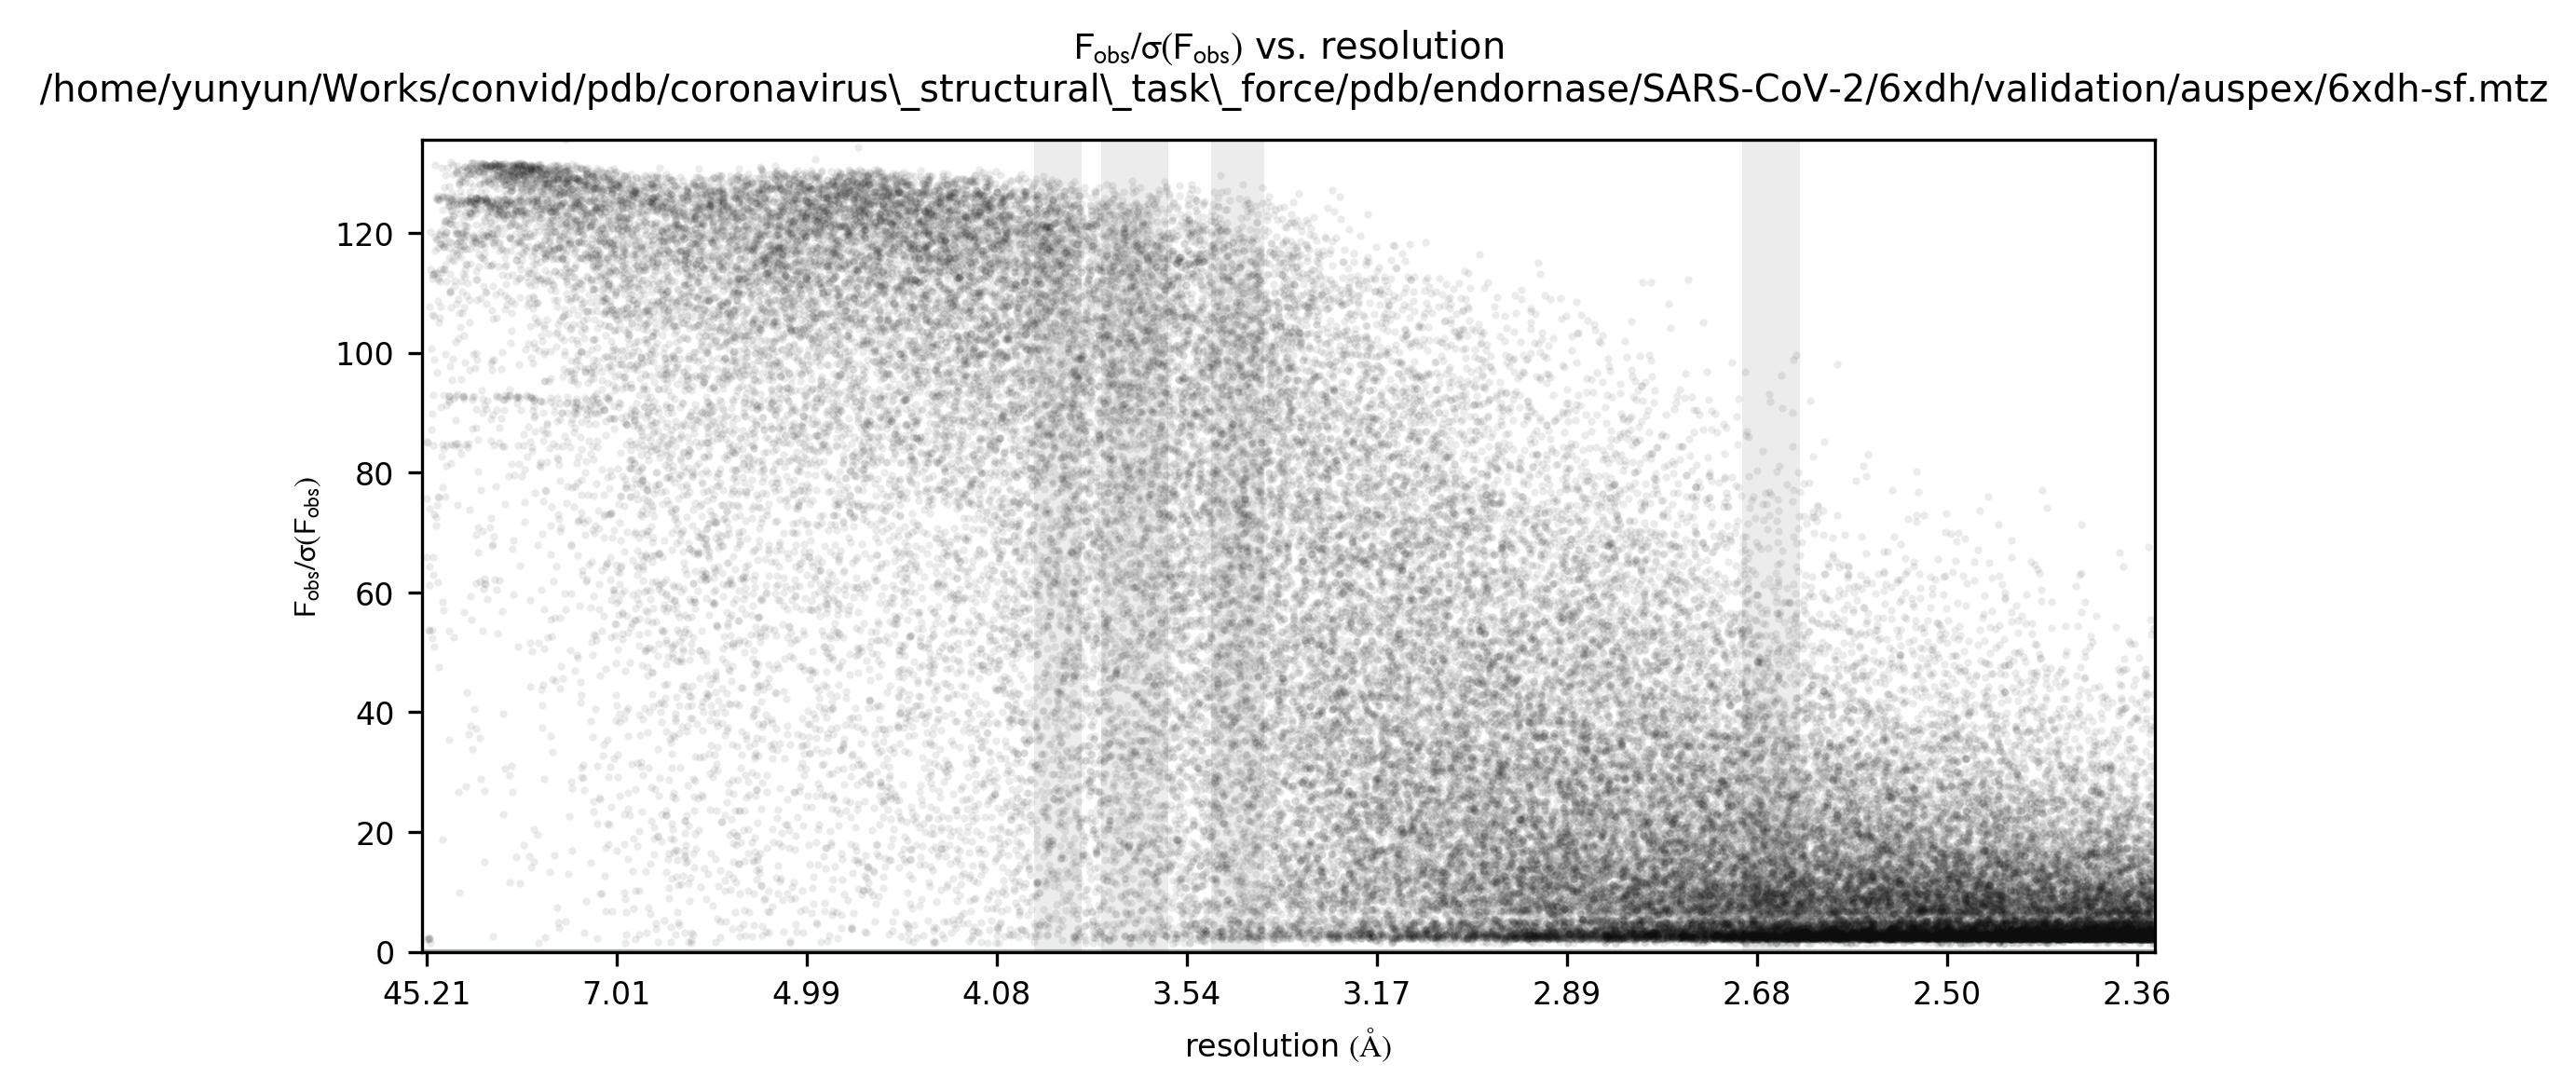 Fobs/σ(Fobs) vs. resolution
/home/yunyun/Works/convid/pdb/coronavirus\_structural\_task\_force/pdb/endornase/SARS-CoV-2/6xdh/validation/auspex/6xdh-sf.mtz
Fobs/σ(Fobs)
120
100
80
60
40
20
0
45.21 7.01 4.99 4.08 3.54 3.17 2.89 2.68 2.50 2.36
resolution (Å)